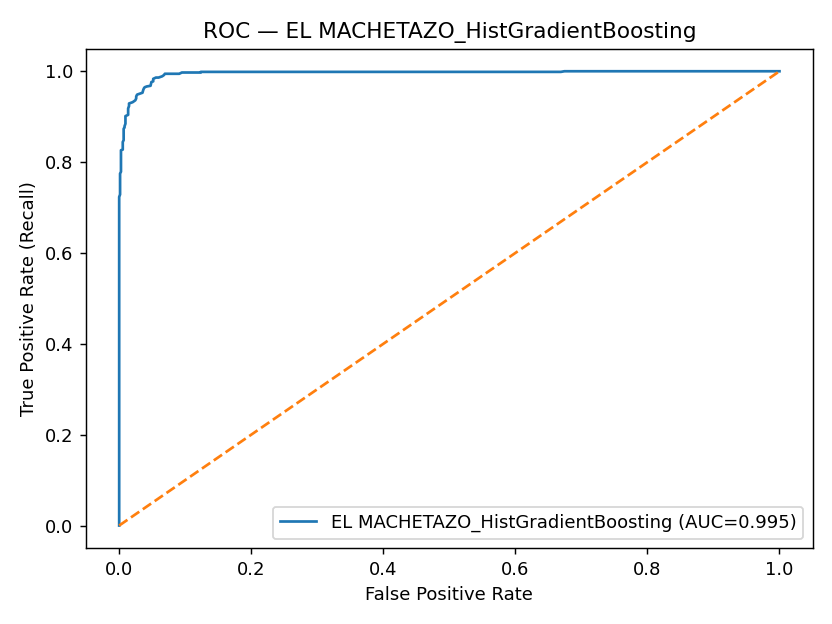 ROC — EL MACHETAZO_HistGradientBoosting
True Positive Rate (Recall)
1.0
0.8
0.6
0.4
0.2
0.0
EL MACHETAZO_HistGradientBoosting (AUC=0.995)
0.0 0.2 0.4 0.6 0.8 1.0
False Positive Rate